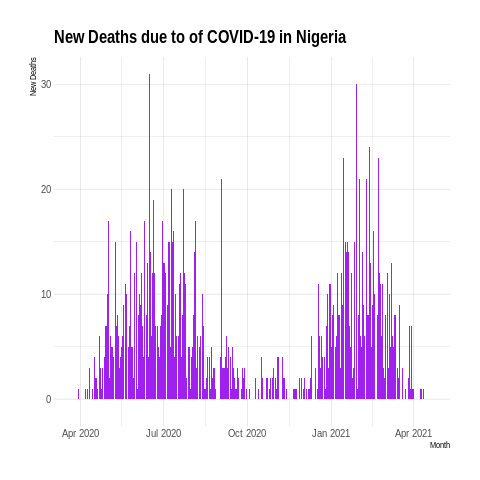 New Deaths due to of COVID-19 in Nigeria
New Deaths
30
20
10
0
Apr 2020
Jul 2020
Oct 2020
Jan 2021
Apr 2021
Month